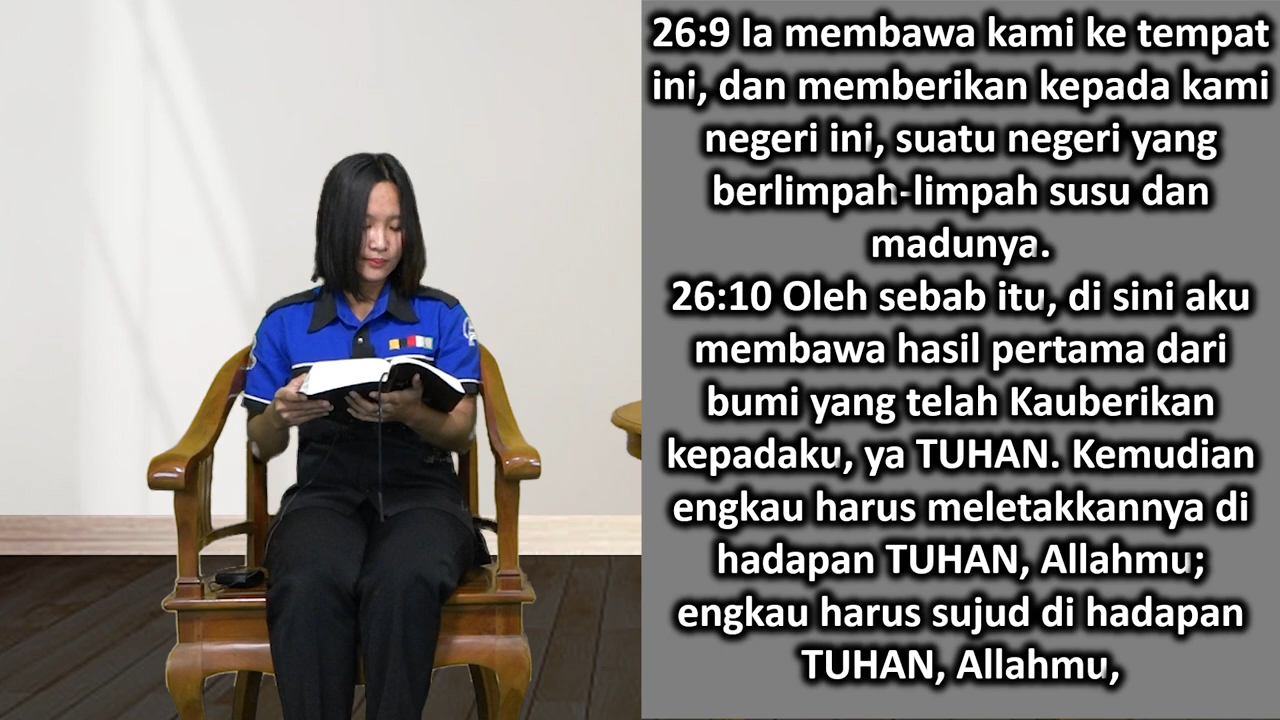 26:9 Ia membawa kami ke tempat
ini, dan memberikan kepada kami
negeri ini, suatu negeri yang
berlimpah-limpah susu dan
madunya.
26:10 Oleh sebab itu, di sini aku
membawa hasil pertama dari
bumi yang telah Kauberikan
kepadaku, ya TUHAN. Kemudian
engkau harus meletakkannya di
hadapan TUHAN, Allahmu;
engkau harus sujud di hadapan
TUHAN, Allahmu,